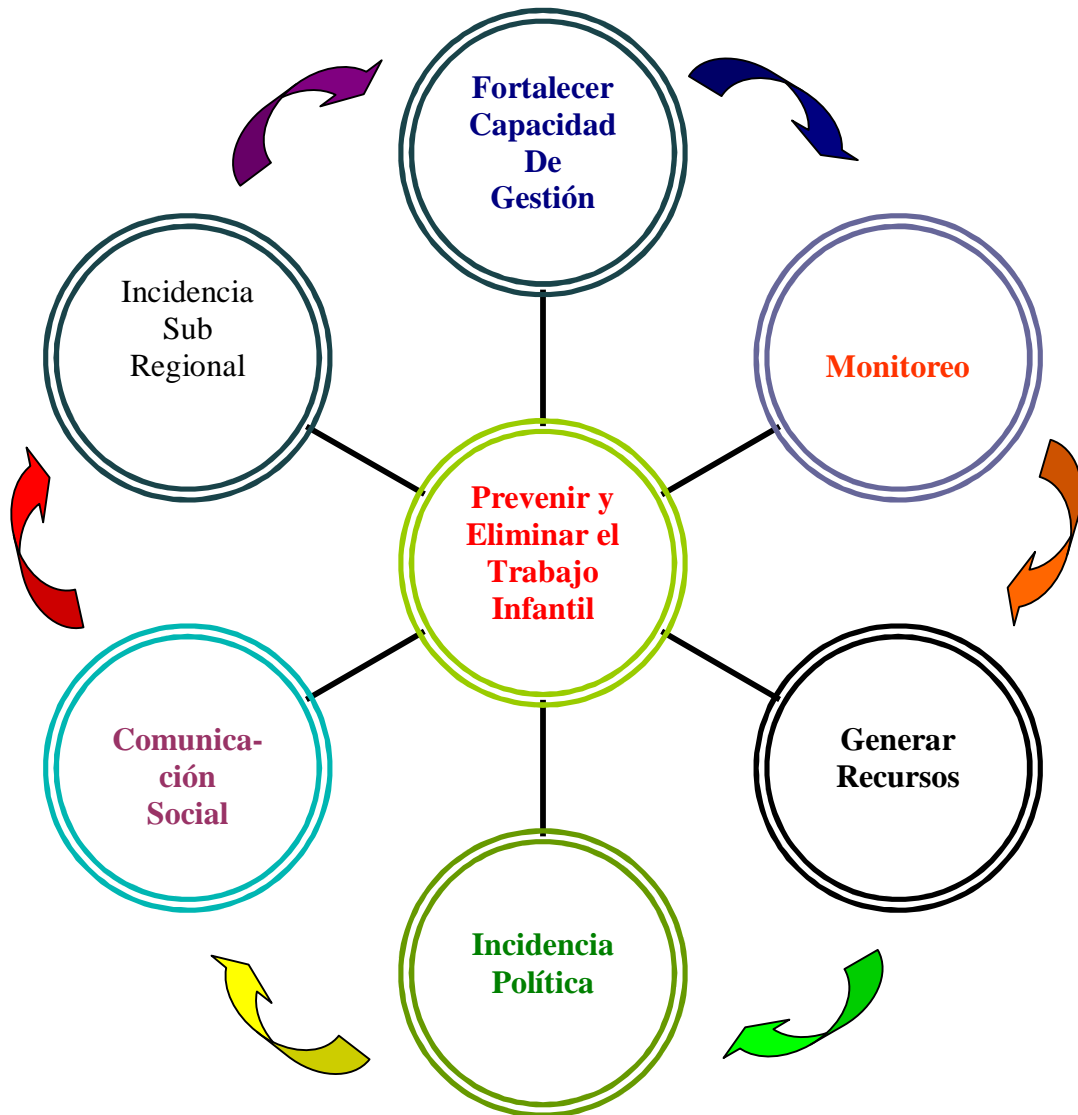 Fortalecer
Capacidad
De
Gestión
Monitoreo
Generar
Recursos
Incidencia
Política
Comunica-
ción
Social
Incidencia
Sub
Regional
Prevenir y
Eliminar el
Trabajo
Infantil